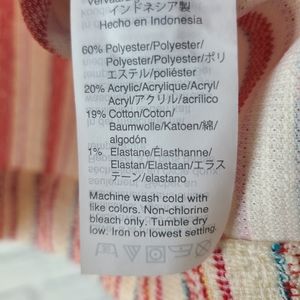 インドネシア製
Hecho en Indonesia
60% Polyester/Polyester/
Polyester/Polyester/ポリ
エステル/poliéster
20% Acrylic/Acrylique/Acryl/
Acryl/アクリル/acrílico
19% Cotton/Coton/
Baumwolle/Katoen/綿/
algodón
1% Elastane/Élasthanne/
Elastan/Elastaan/エラス
テーン/elastano
Machine wash cold with
like colors. Non-chlorine
bleach only. Tumble dry
low. Iron on lowest setting.